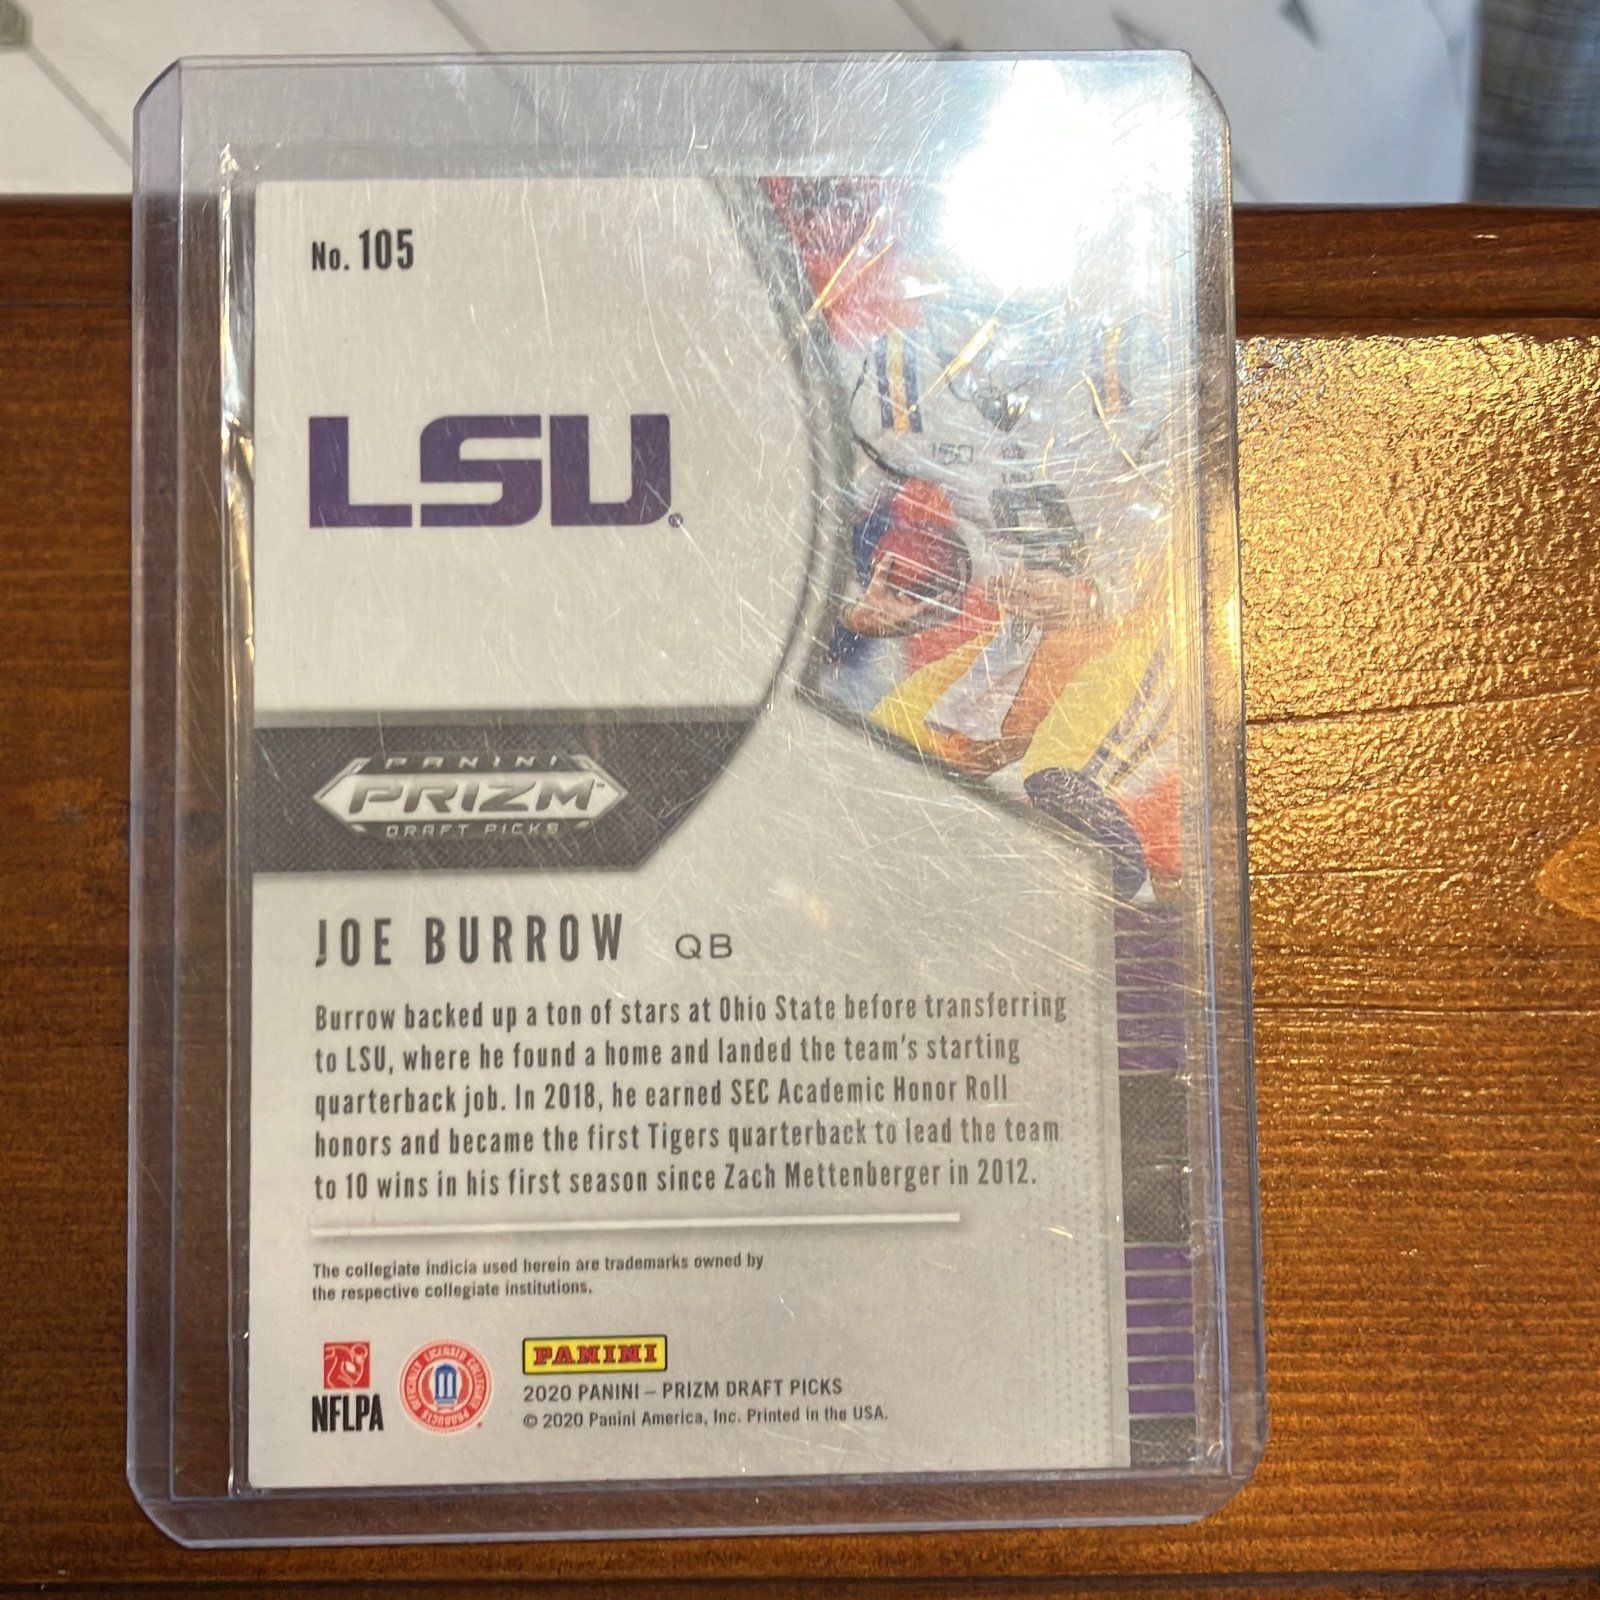 No. 105
LSU
PANINI
PRIZM
DRAFT PICKS
JOE BURROW QB
Burrow backed up a ton of stars at Ohio State before transferring
to LSU, where he found a home and landed the team's starting
quarterback job. In 2018, he earned SEC Academic Honor Roll
honors and became the first Tigers quarterback to lead the team
to 10 wins in his first season since Zach Mettenberger in 2012.
The collegiate indicia used herein are trademarks owned by
the respective collegiate institutions.
NFLPA
OFFICIALLY LICENSED COLLEGIATE PRODUCTS
PANINI
2020 PANINI – PRIZM DRAFT PICKS
© 2020 Panini America, Inc. Printed in the USA.